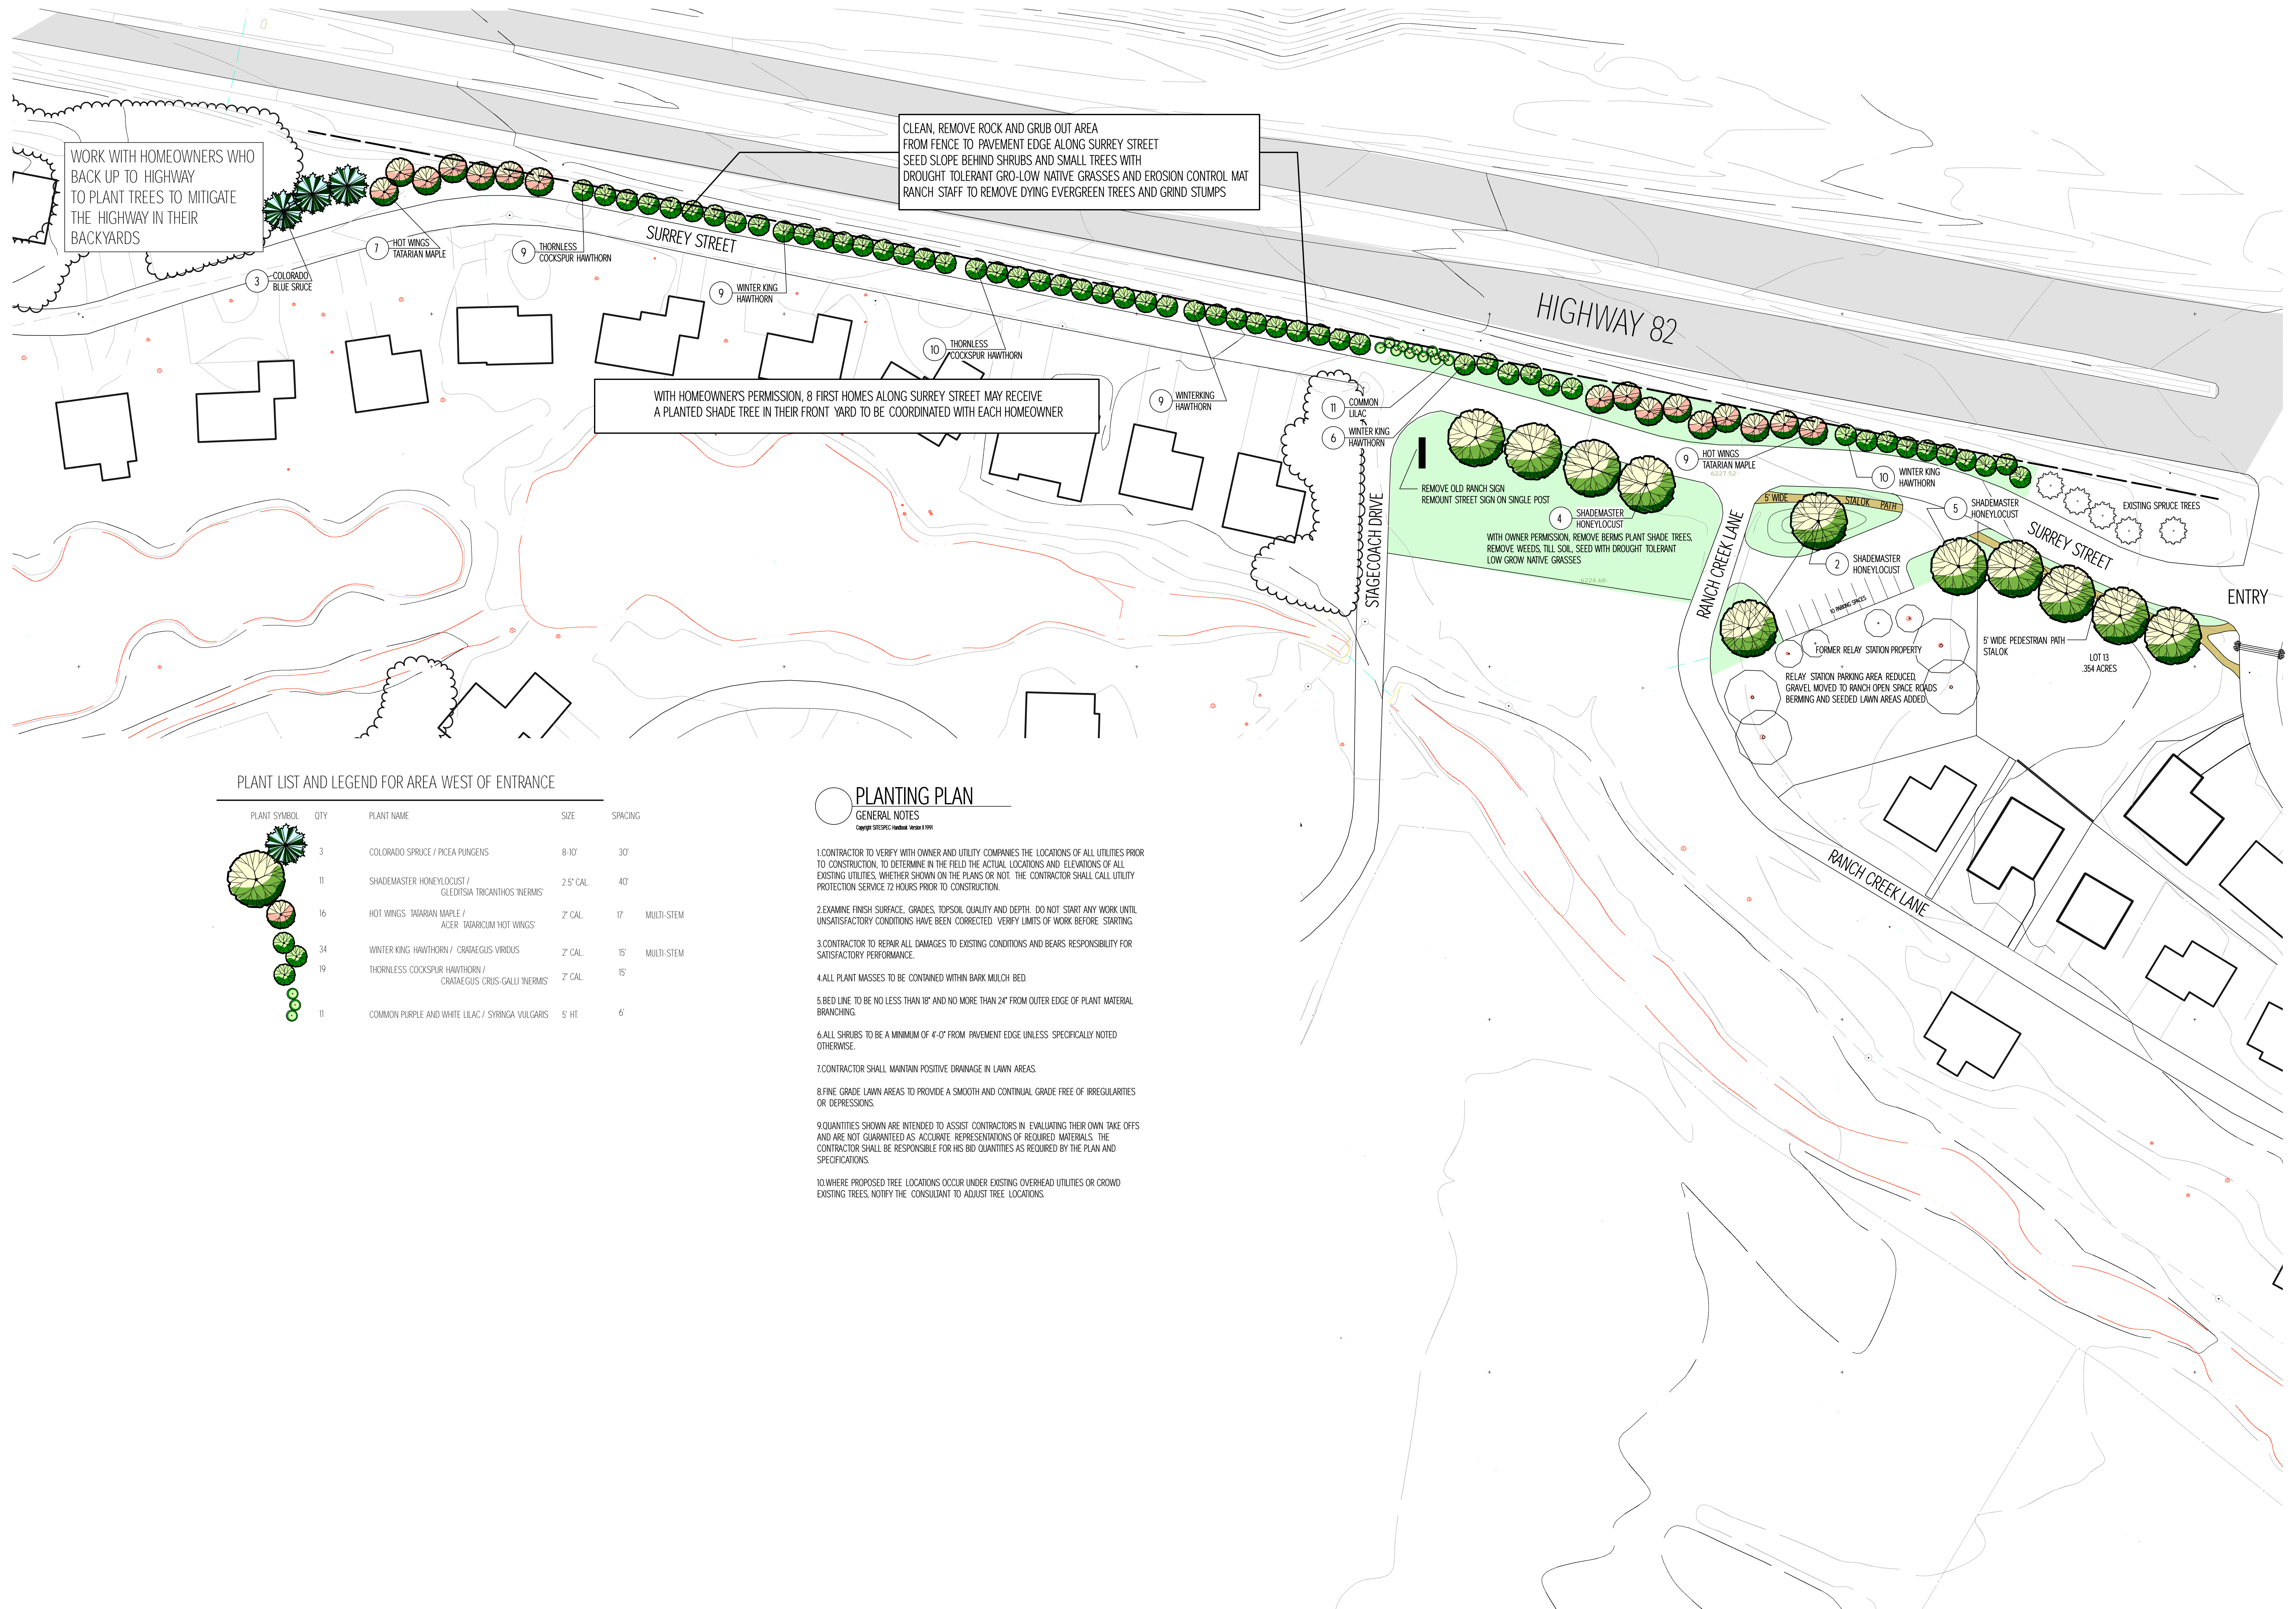 WORK WITH HOMEOWNERS WHO
BACK UP TO HIGHWAY
TO PLANT TREES TO MITIGATE
THE HIGHWAY IN THEIR
BACKYARDS
CLEAN, REMOVE ROCK AND GRUB OUT AREA
FROM FENCE TO PAVEMENT EDGE ALONG SURREY STREET
SEED SLOPE BEHIND SHRUBS AND SMALL TREES WITH
DROUGHT TOLERANT GRO-LOW NATIVE GRASSES AND EROSION CONTROL MAT
RANCH STAFF TO REMOVE DYING EVERGREEN TREES AND GRIND STUMPS
3 COLORADO
BLUE SRUCE
7 HOT WINGS
TATARIAN MAPLE
9 THORNLESS
COCKSPUR HAWTHORN
SURREY STREET
9 WINTER KING
HAWTHORN
10 THORNLESS
COCKSPUR HAWTHORN
HIGHWAY 82
WITH HOMEOWNER'S PERMISSION, 8 FIRST HOMES ALONG SURREY STREET MAY RECEIVE
A PLANTED SHADE TREE IN THEIR FRONT YARD TO BE COORDINATED WITH EACH HOMEOWNER
9 WINTERKING
HAWTHORN
11 COMMON
LILAC
6 WINTER KING
HAWTHORN
9 HOT WINGS
TATARIAN MAPLE
6227.52
10 WINTER KING
HAWTHORN
REMOVE OLD RANCH SIGN
REMOUNT STREET SIGN ON SINGLE POST
4 SHADEMASTER
HONEYLOCUST
WITH OWNER PERMISSION, REMOVE BERMS PLANT SHADE TREES,
REMOVE WEEDS, TILL SOIL, SEED WITH DROUGHT TOLERANT
LOW GROW NATIVE GRASSES
6224.68
STAGECOACH DRIVE
RANCH CREEK LANE
5' WIDE STALOK PATH
5 SHADEMASTER
HONEYLOCUST
EXISTING SPRUCE TREES
SURREY STREET
2 SHADEMASTER
HONEYLOCUST
ENTRY
10 PARKING SPACES
FORMER RELAY STATION PROPERTY
5' WIDE PEDESTRIAN PATH
STALOK
LOT 13
.354 ACRES
RELAY STATION PARKING AREA REDUCED,
GRAVEL MOVED TO RANCH OPEN SPACE ROADS
BERMING AND SEEDED LAWN AREAS ADDED
RANCH CREEK LANE
PLANT LIST AND LEGEND FOR AREA WEST OF ENTRANCE
PLANT SYMBOL QTY PLANT NAME SIZE SPACING
3 COLORADO SPRUCE / PICEA PUNGENS 8-10' 30'
11 SHADEMASTER HONEYLOCUST / 2.5" CAL. 40'
GLEDITSIA TRICANTHOS 'INERMIS'
16 HOT WINGS TATARIAN MAPLE / 2" CAL. 17' MULTI-STEM
ACER TATARICUM 'HOT WINGS'
34 WINTER KING HAWTHORN / CRATAEGUS VIRIDUS 2" CAL. 15' MULTI-STEM
19 THORNLESS COCKSPUR HAWTHORN / 2" CAL. 15'
CRATAEGUS CRUS-GALLI 'INERMIS'
11 COMMON PURPLE AND WHITE LILAC / SYRINGA VULGARIS 5' HT. 6'
PLANTING PLAN
GENERAL NOTES
Copyright SITESPEC Handbook Version II 1991
1.CONTRACTOR TO VERIFY WITH OWNER AND UTILITY COMPANIES THE LOCATIONS OF ALL UTILITIES PRIOR
TO CONSTRUCTION, TO DETERMINE IN THE FIELD THE ACTUAL LOCATIONS AND ELEVATIONS OF ALL
EXISTING UTILITIES, WHETHER SHOWN ON THE PLANS OR NOT. THE CONTRACTOR SHALL CALL UTILITY
PROTECTION SERVICE 72 HOURS PRIOR TO CONSTRUCTION.
2.EXAMINE FINISH SURFACE, GRADES, TOPSOIL QUALITY AND DEPTH. DO NOT START ANY WORK UNTIL
UNSATISFACTORY CONDITIONS HAVE BEEN CORRECTED. VERIFY LIMITS OF WORK BEFORE STARTING.
3.CONTRACTOR TO REPAIR ALL DAMAGES TO EXISTING CONDITIONS AND BEARS RESPONSIBILITY FOR
SATISFACTORY PERFORMANCE.
4.ALL PLANT MASSES TO BE CONTAINED WITHIN BARK MULCH BED.
5.BED LINE TO BE NO LESS THAN 18" AND NO MORE THAN 24" FROM OUTER EDGE OF PLANT MATERIAL
BRANCHING.
6.ALL SHRUBS TO BE A MINIMUM OF 4'-0" FROM PAVEMENT EDGE UNLESS SPECIFICALLY NOTED
OTHERWISE.
7.CONTRACTOR SHALL MAINTAIN POSITIVE DRAINAGE IN LAWN AREAS.
8.FINE GRADE LAWN AREAS TO PROVIDE A SMOOTH AND CONTINUAL GRADE FREE OF IRREGULARITIES
OR DEPRESSIONS.
9.QUANTITIES SHOWN ARE INTENDED TO ASSIST CONTRACTORS IN EVALUATING THEIR OWN TAKE OFFS
AND ARE NOT GUARANTEED AS ACCURATE REPRESENTATIONS OF REQUIRED MATERIALS. THE
CONTRACTOR SHALL BE RESPONSIBLE FOR HIS BID QUANTITIES AS REQUIRED BY THE PLAN AND
SPECIFICATIONS.
10.WHERE PROPOSED TREE LOCATIONS OCCUR UNDER EXISTING OVERHEAD UTILITIES OR CROWD
EXISTING TREES, NOTIFY THE CONSULTANT TO ADJUST TREE LOCATIONS.